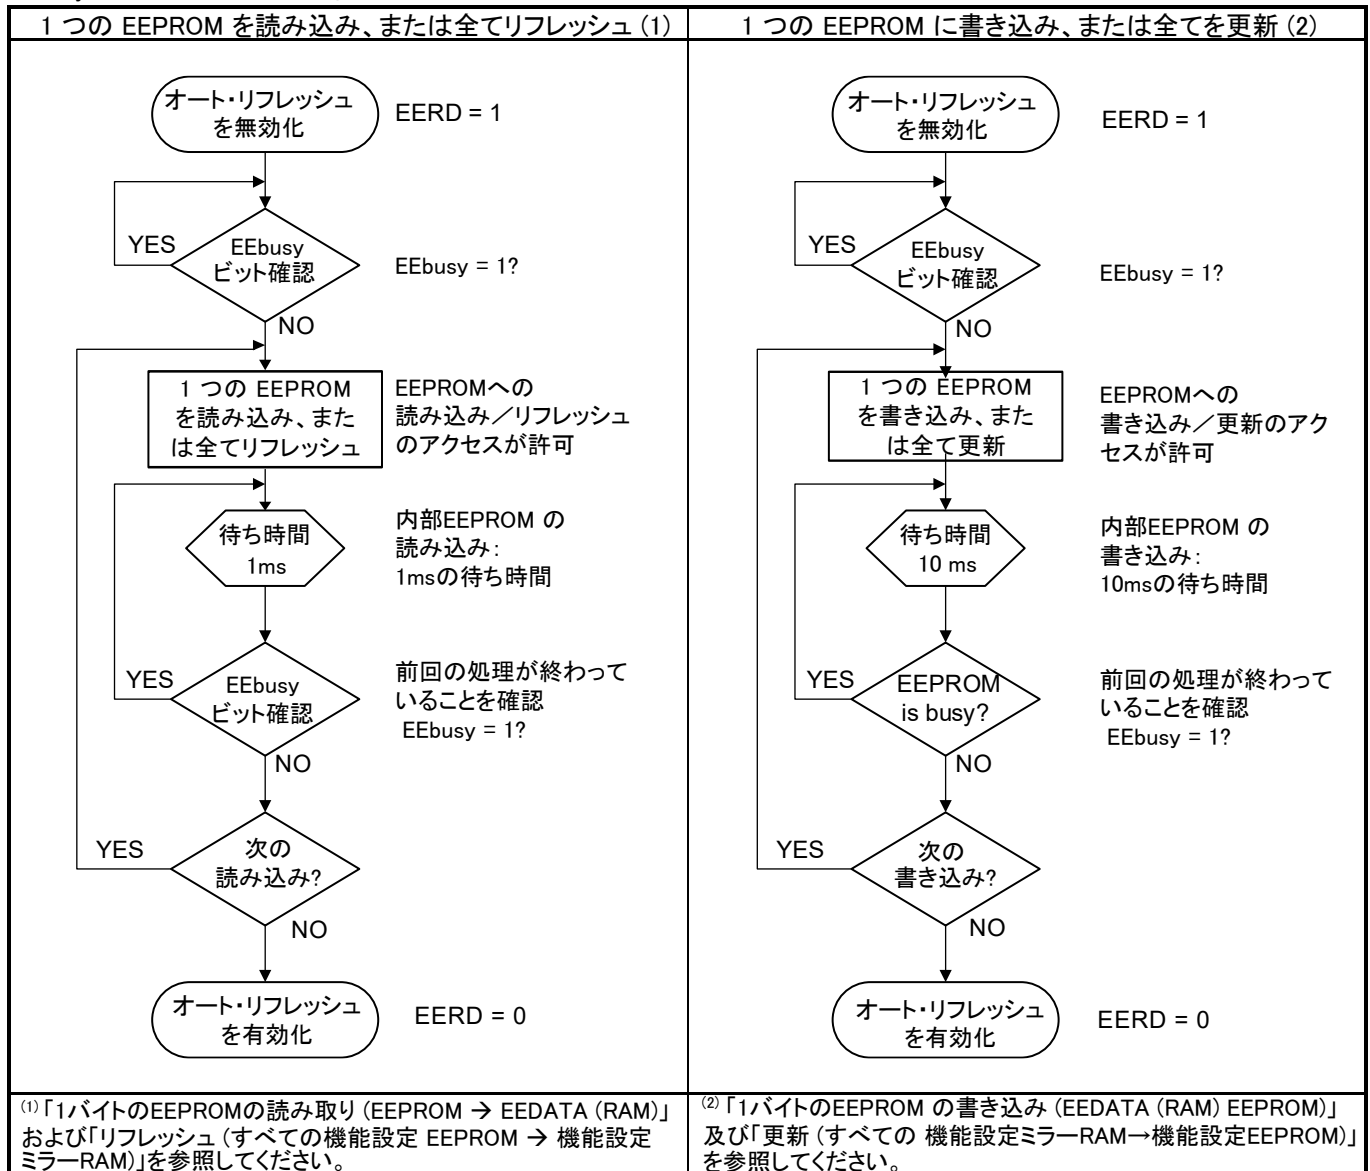 1 つの EEPROM を読み込み、または全てリフレッシュ (1)
オート・リフレッシュ
を無効化
EERD = 1
YES
EEbusy
ビット確認
EEbusy = 1?
NO
1 つの EEPROM
を読み込み、また
は全てリフレッシュ
EEPROMへの
読み込み／リフレッシュ
のアクセスが許可
待ち時間
1ms
内部EEPROM の
読み込み:
1msの待ち時間
YES
EEbusy
ビット確認
前回の処理が終わって
いることを確認
EEbusy = 1?
NO
YES
次の
読み込み?
NO
オート・リフレッシュ
を有効化
EERD = 0
(1)「1バイトのEEPROMの読み取り (EEPROM → EEDATA (RAM)」
および「リフレッシュ (すべての機能設定 EEPROM → 機能設定
ミラーRAM)」を参照してください。
1 つの EEPROM に書き込み、または全てを更新 (2)
オート・リフレッシュ
を無効化
EERD = 1
YES
EEbusy
ビット確認
EEbusy = 1?
NO
1 つの EEPROM
を書き込み、また
は全て更新
EEPROMへの
書き込み／更新のアク
セスが許可
待ち時間
10 ms
内部EEPROM の
書き込み:
10msの待ち時間
YES
EEPROM
is busy?
前回の処理が終わって
いることを確認
EEbusy = 1?
NO
YES
次の
書き込み?
NO
オート・リフレッシュ
を有効化
EERD = 0
(2)「1バイトのEEPROM の書き込み (EEDATA (RAM) EEPROM)」
及び「更新 (すべての 機能設定ミラーRAM→機能設定EEPROM)」
を参照してください。